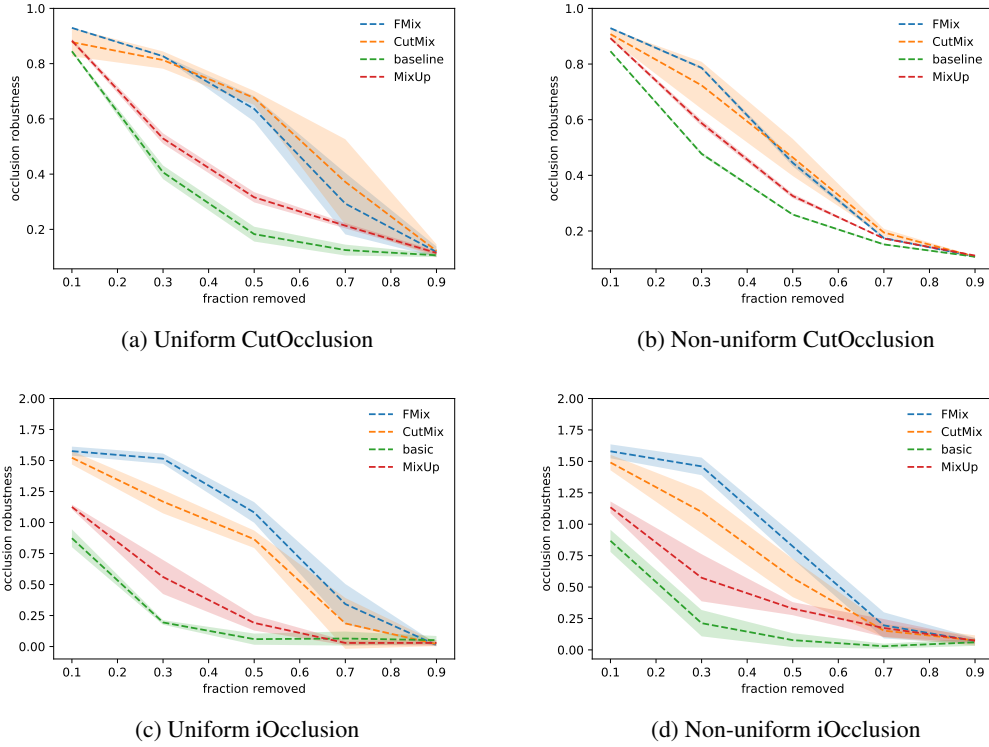 1.0
0.8
0.6
0.4
0.2
occlusion robustness
0.1 0.2 0.3 0.4 0.5 0.6 0.7 0.8 0.9
fraction removed
FMix
CutMix
baseline
MixUp
(a) Uniform CutOcclusion
1.0
0.8
0.6
0.4
0.2
occlusion robustness
0.1 0.2 0.3 0.4 0.5 0.6 0.7 0.8 0.9
fraction removed
FMix
CutMix
baseline
MixUp
(b) Non-uniform CutOcclusion
2.00
1.75
1.50
1.25
1.00
0.75
0.50
0.25
0.00
occlusion robustness
0.1 0.2 0.3 0.4 0.5 0.6 0.7 0.8 0.9
fraction removed
FMix
CutMix
basic
MixUp
(c) Uniform iOcclusion
2.00
1.75
1.50
1.25
1.00
0.75
0.50
0.25
0.00
occlusion robustness
0.1 0.2 0.3 0.4 0.5 0.6 0.7 0.8 0.9
fraction removed
FMix
CutMix
basic
MixUp
(d) Non-uniform iOcclusion